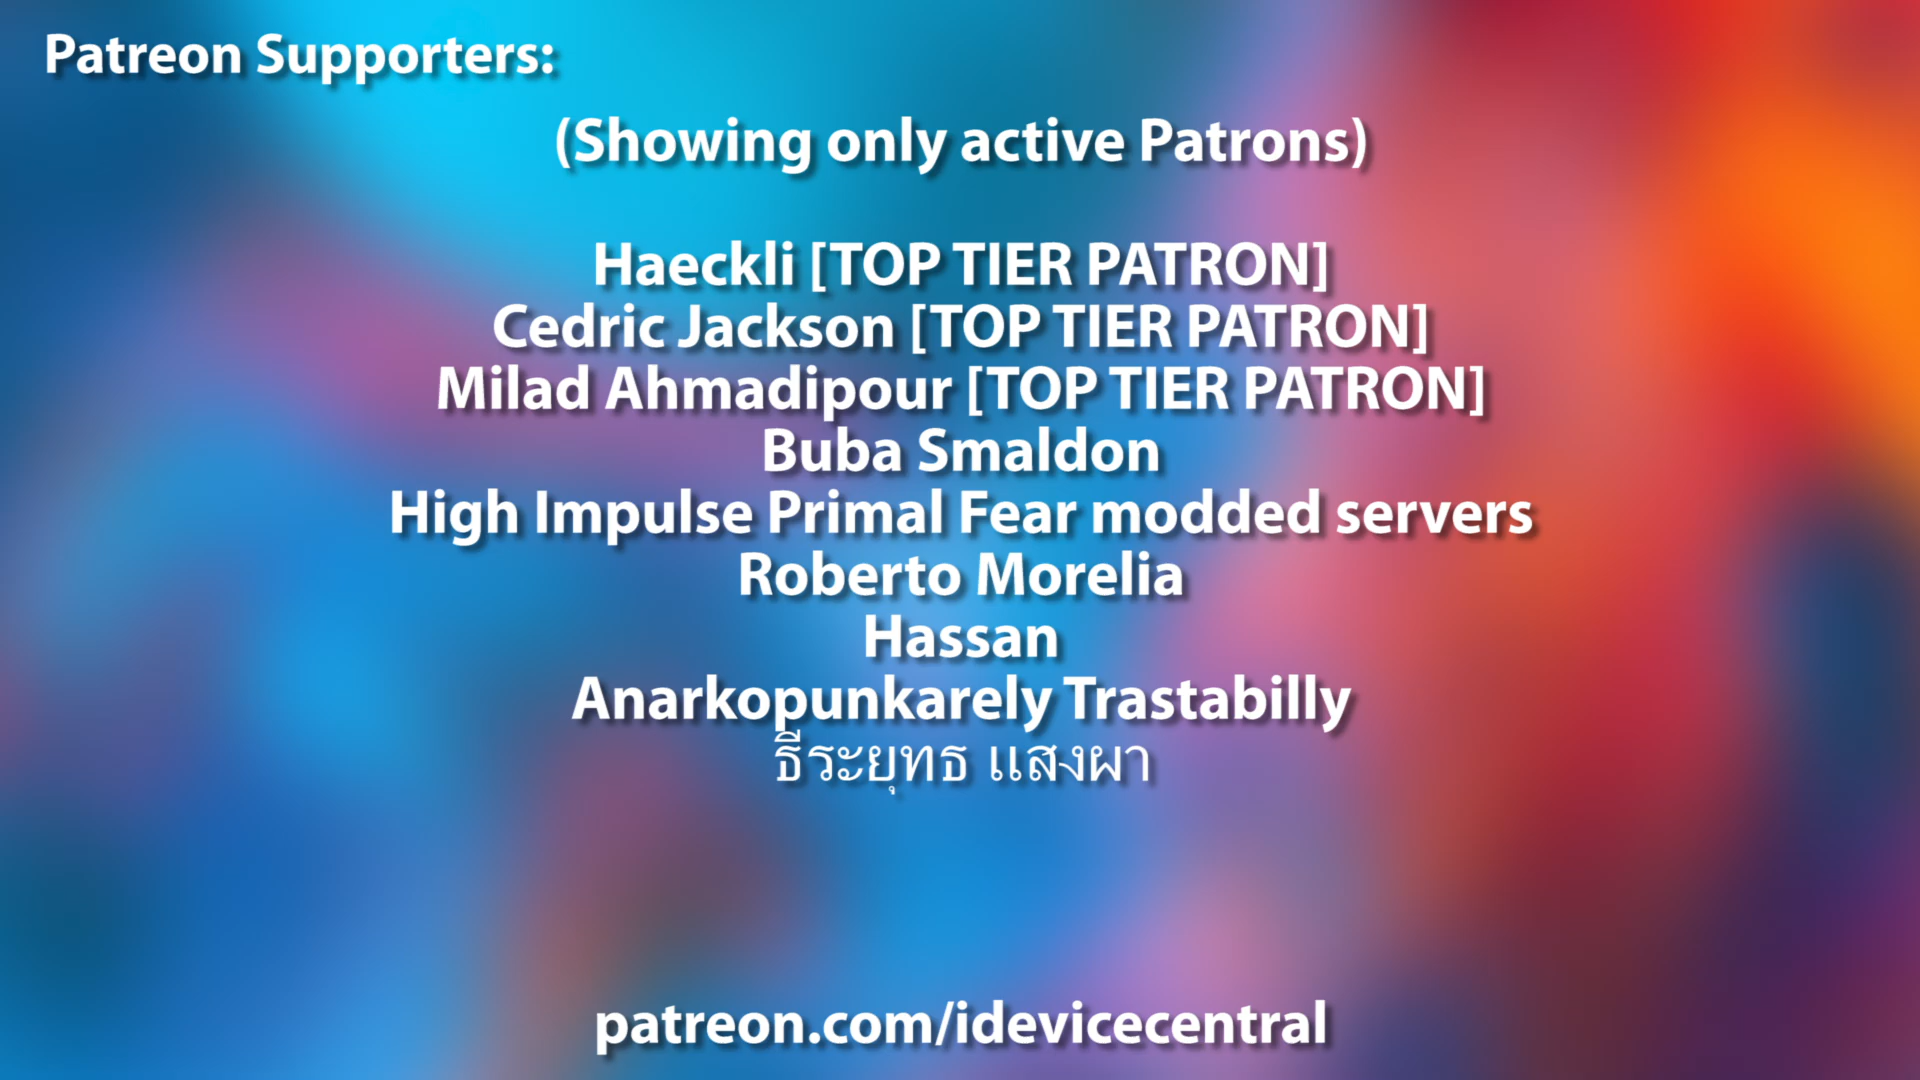 Patreon Supporters:
(Showing only active Patrons)
Haeckli [TOP TIER PATRON]
Cedric Jackson [TOP TIER PATRON]
Milad Ahmadipour [TOP TIER PATRON]
Buba Smaldon
High Impulse Primal Fear modded servers
Roberto Morelia
Hassan
Anarkopunkarely Trastabilly
ธีระยุทธ แสงผา
patreon.com/idevicecentral